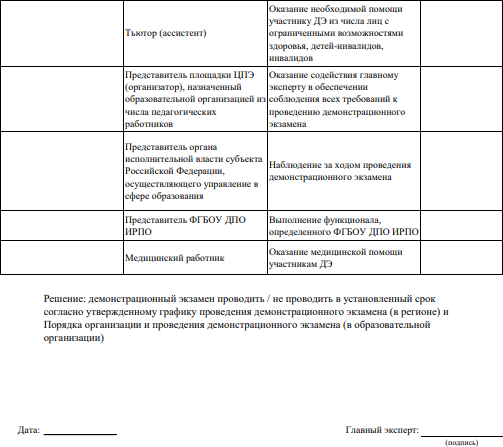 Оказание необходимой помощи
участнику ДЭ из числа лиц с
Тьютор (ассистент)
ограниченными возможностями
здоровья, детей-инвалидов,
инвалидов
Представитель площадки ЦПЭ
(организатор), назначенный
образовательной организацией из
числа педагогических
работников
Оказание содействия главному
эксперту в обеспечении
соблюдения всех требований к
проведению демонстрационного
экзамена
Представитель органа
исполнительной власти субъекта
Российской Федерации,
осуществляющего управление в
сфере образования
Наблюдение за ходом проведения
демонстрационного экзамена
Представитель ФГБОУ ДПО
ИРПО
Выполнение функционала,
определенного ФГБОУ ДПО ИРПО
Медицинский работник
Оказание медицинской помощи
участникам ДЭ
Решение: демонстрационный экзамен проводить / не проводить в установленный срок
согласно утвержденному графику проведения демонстрационного экзамена (в регионе) и
Порядка организации и проведения демонстрационного экзамена (в образовательной
организации)
Дата: ________________ Главный эксперт: ________________
(подпись)